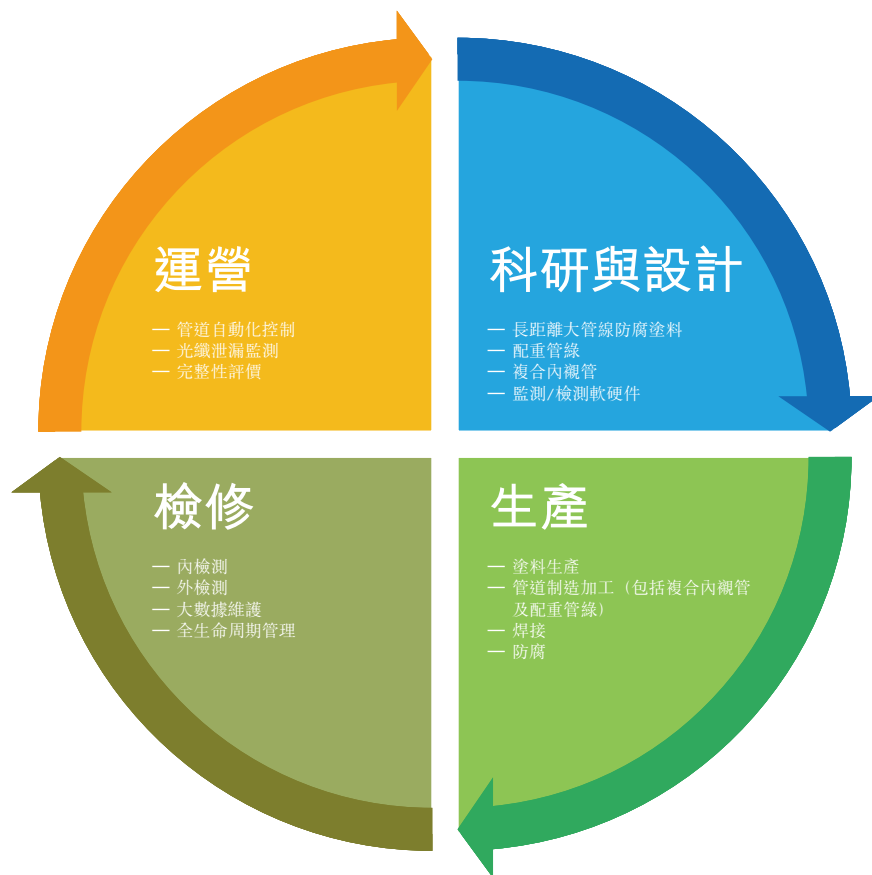 運營
— 管道自動化控制
— 光纖泄漏監測
— 完整性評價
科研與設計
— 長距離大管線防腐塗料
— 配重管綠
— 複合內襯管
— 監測/檢測軟硬件
檢修
— 內檢測
— 外檢測
— 大數據維護
— 全生命周期管理
生產
— 塗料生產
— 管道制造加工（包括複合內襯管
及配重管綠）
— 焊接
— 防腐